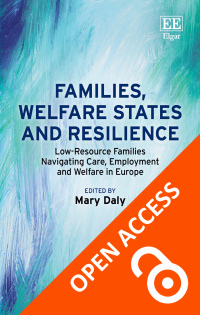 EE
Elgar
FAMILIES,
WELFARE STATES
AND RESILIENCE
Low-Resource Families
Navigating Care, Employment
and Welfare in Europe
EDITED BY
Mary Daly
OPEN ACCESS